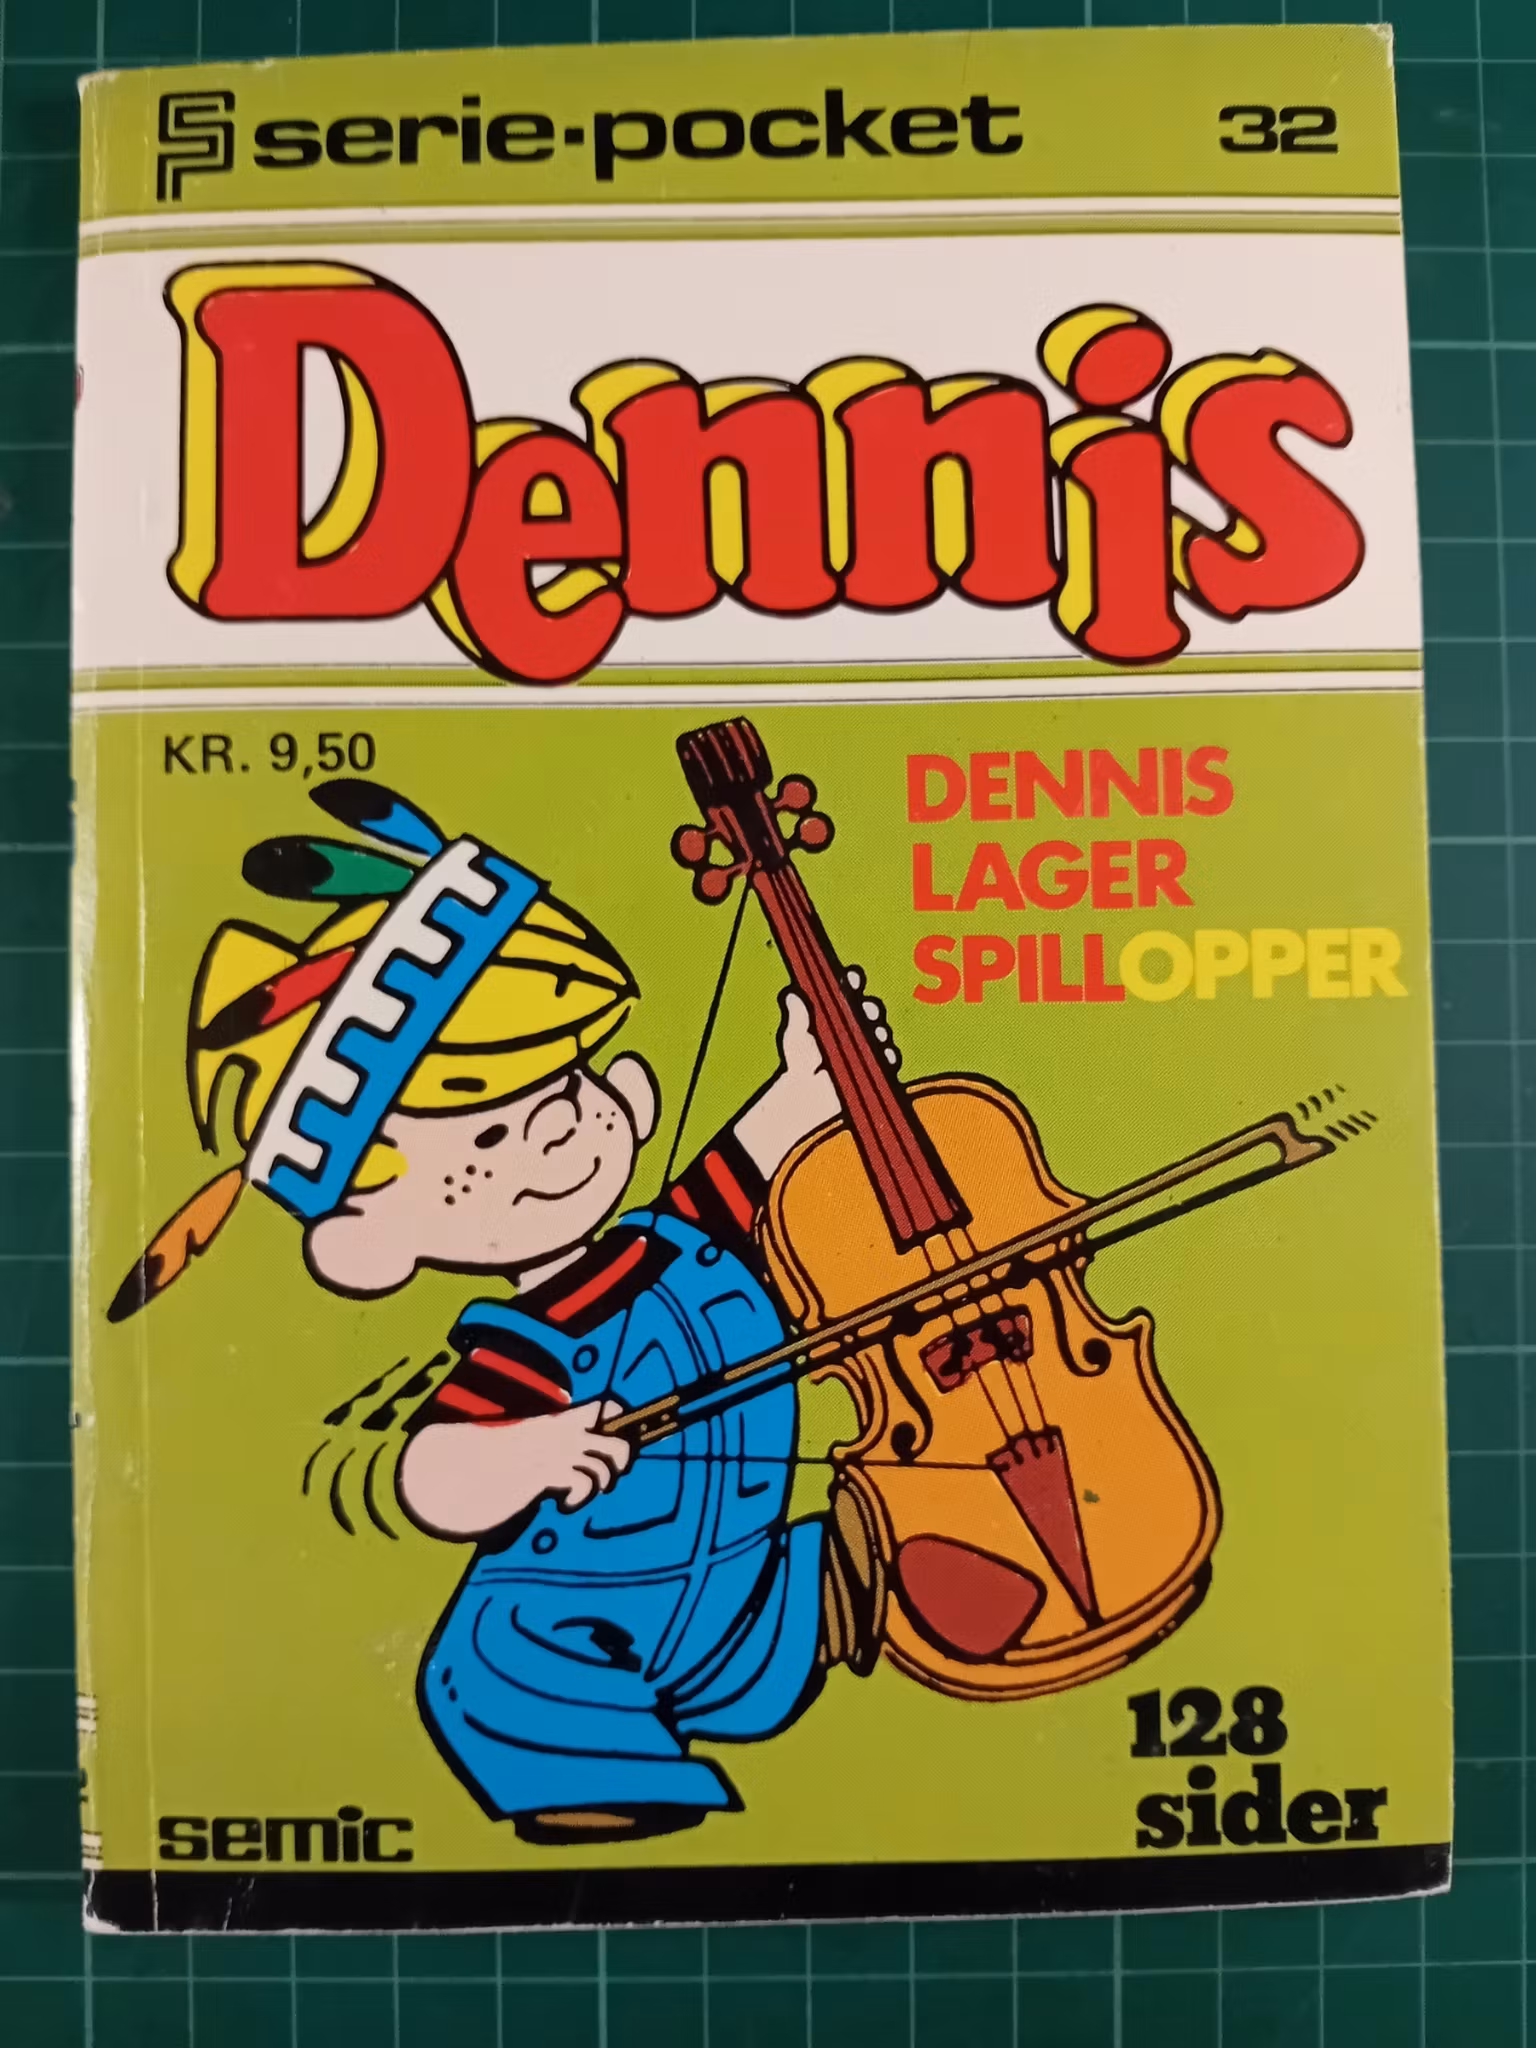 serie-pocket 32
Dennis
KR. 9,50
DENNIS
LAGER
SPILLOPPER
128
sider
semic